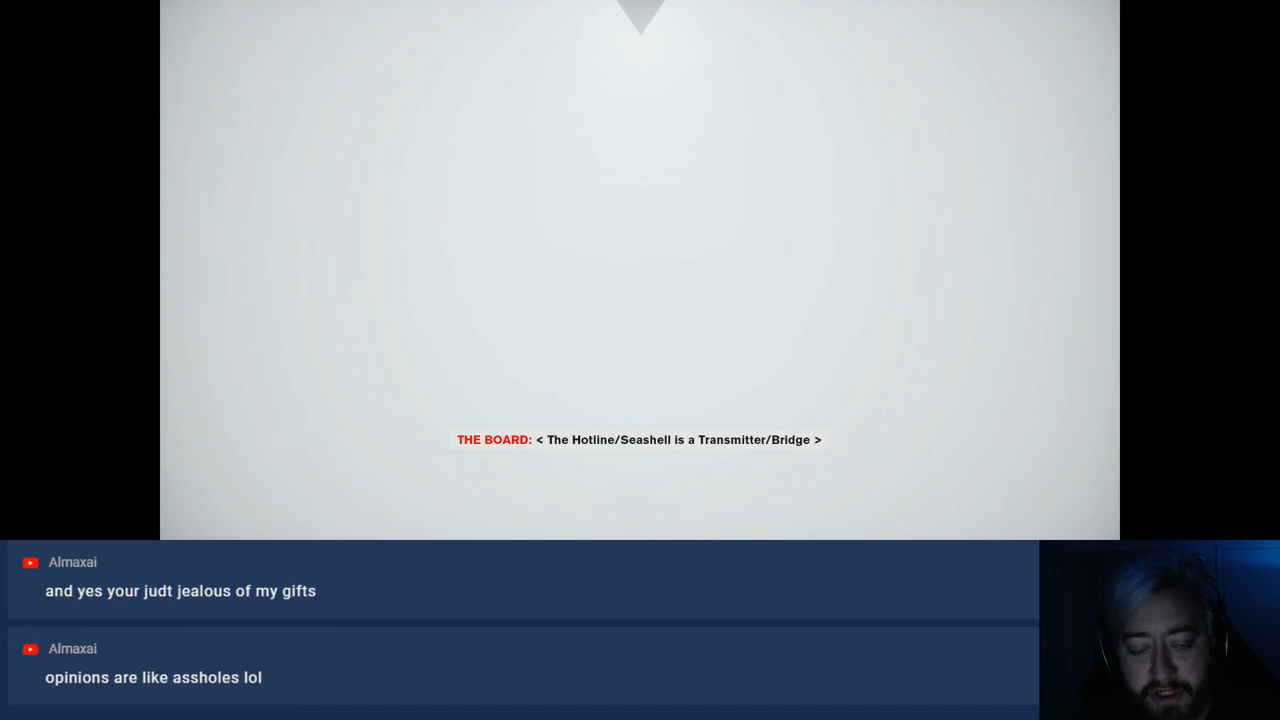 THE BOARD: < The Hotline/Seashell is a Transmitter/Bridge >
Almaxai
and yes your judt jealous of my gifts
Almaxai
opinions are like assholes lol